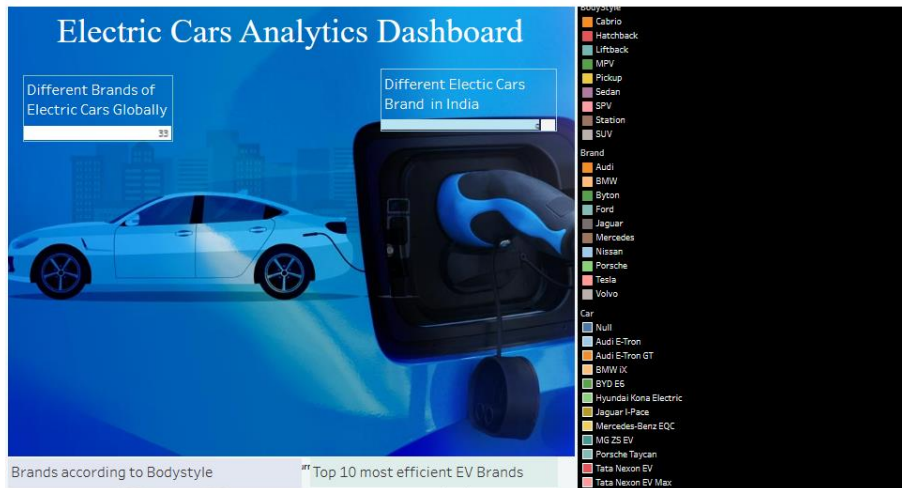 Electric Cars Analytics Dashboard
Different Brands of
Electric Cars Globally
33
Different Electic Cars
Brand in India
Brands according to Bodystyle
Top 10 most efficient EV Brands
BodyStyle
Cabrio
Hatchback
Liftback
MPV
Pickup
Sedan
SPV
Station
SUV
Brand
Audi
BMW
Byton
Ford
Jaguar
Mercedes
Nissan
Porsche
Tesla
Volvo
Car
Null
Audi E-Tron
Audi E-Tron GT
BMW iX
BYD E6
Hyundai Kona Electric
Jaguar I-Pace
Mercedes-Benz EQC
MG ZS EV
Porsche Taycan
Tata Nexon EV
Tata Nexon EV Max